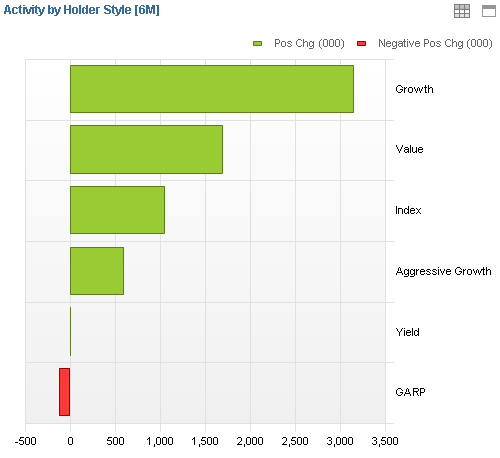 Activity by Holder Style [6M]
Pos Chg (000) Negative Pos Chg (000)
Growth
Value
Index
Aggressive Growth
Yield
GARP
-500 0 500 1,000 1,500 2,000 2,500 3,000 3,500